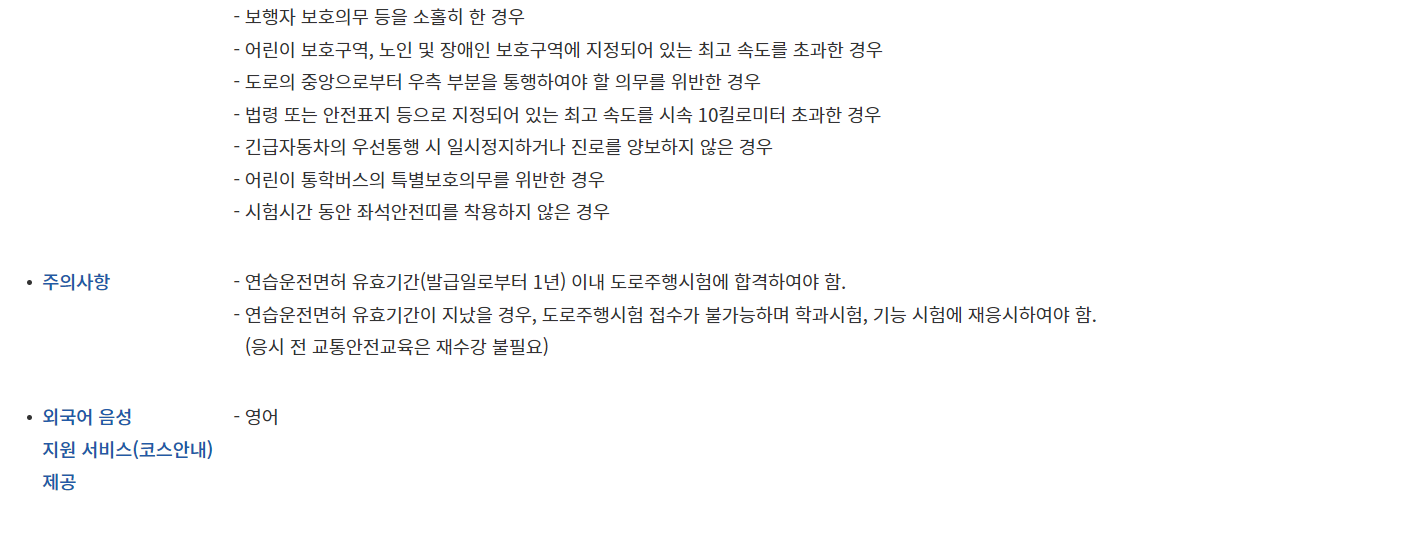 - 보행자 보호의무 등을 소홀히 한 경우
- 어린이 보호구역, 노인 및 장애인 보호구역에 지정되어 있는 최고 속도를 초과한 경우
- 도로의 중앙으로부터 우측 부분을 통행하여야 할 의무를 위반한 경우
- 법령 또는 안전표지 등으로 지정되어 있는 최고 속도를 시속 10킬로미터 초과한 경우
- 긴급자동차의 우선통행 시 일시정지하거나 진로를 양보하지 않은 경우
- 어린이 통학버스의 특별보호의무를 위반한 경우
- 시험시간 동안 좌석안전띠를 착용하지 않은 경우
• 주의사항 - 연습운전면허 유효기간(발급일로부터 1년) 이내 도로주행시험에 합격하여야 함.
- 연습운전면허 유효기간이 지났을 경우, 도로주행시험 접수가 불가능하며 학과시험, 기능 시험에 재응시하여야 함.
(응시 전 교통안전교육은 재수강 불필요)
• 외국어 음성 - 영어
지원 서비스(코스안내)
제공